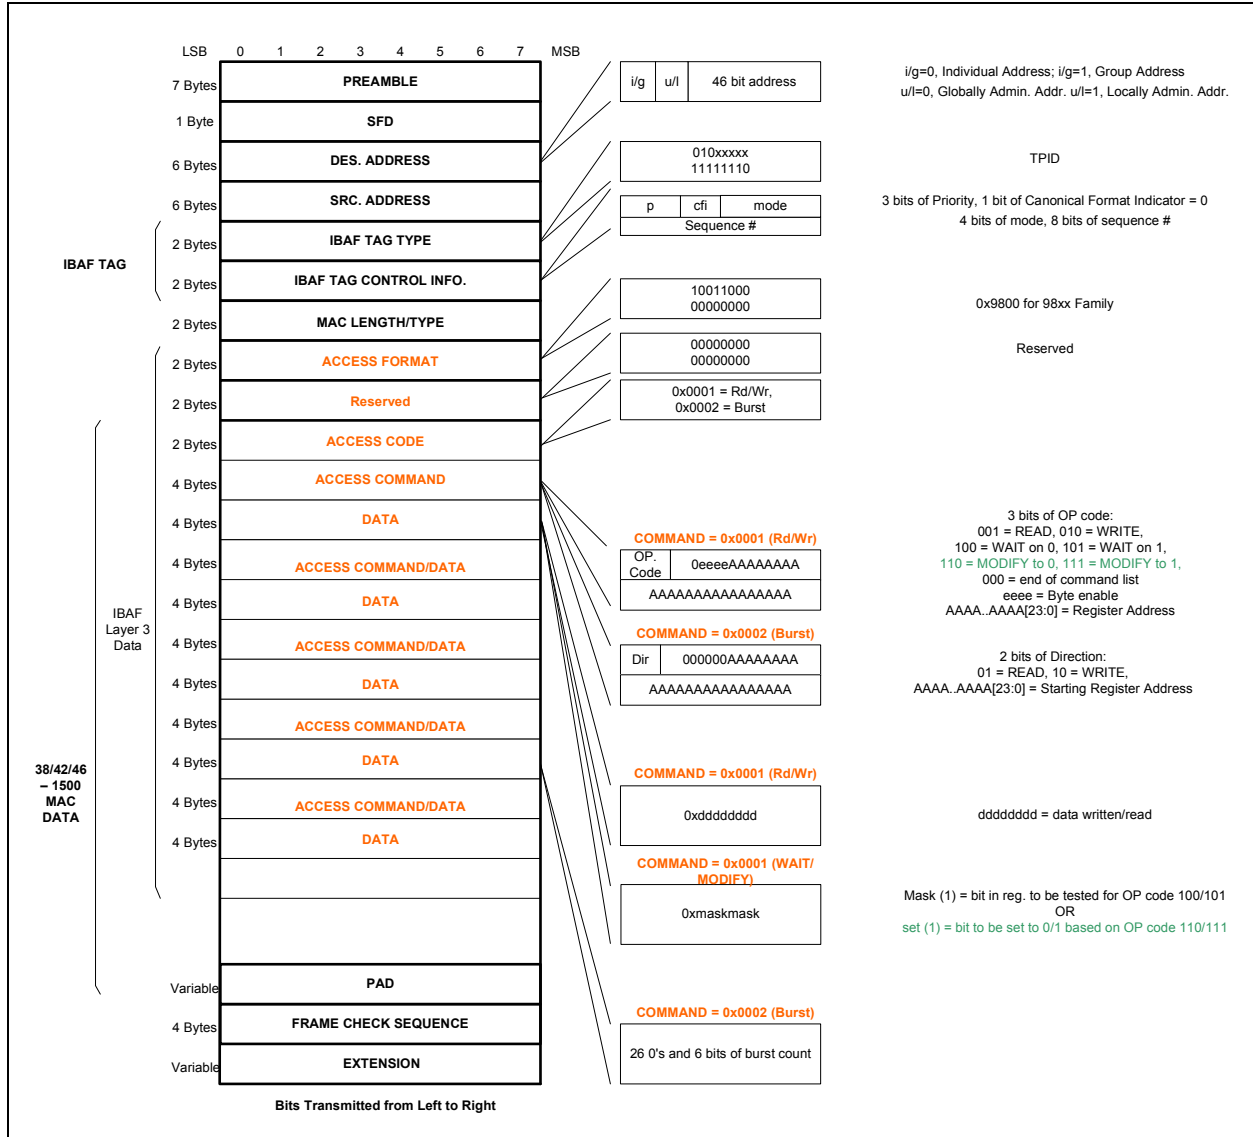 LSB 0 1 2 3 4 5 6 7 MSB
7 Bytes PREAMBLE
1 Byte SFD
6 Bytes DES. ADDRESS
6 Bytes SRC. ADDRESS
IBAF TAG
2 Bytes IBAF TAG TYPE
2 Bytes IBAF TAG CONTROL INFO.
2 Bytes MAC LENGTH/TYPE
2 Bytes ACCESS FORMAT
2 Bytes Reserved
2 Bytes ACCESS CODE
4 Bytes ACCESS COMMAND
4 Bytes DATA
4 Bytes ACCESS COMMAND/DATA
4 Bytes DATA
4 Bytes ACCESS COMMAND/DATA
4 Bytes DATA
4 Bytes ACCESS COMMAND/DATA
4 Bytes DATA
4 Bytes ACCESS COMMAND/DATA
4 Bytes DATA
IBAF
Layer 3
Data
38/42/46
– 1500
MAC
DATA
Variable PAD
4 Bytes FRAME CHECK SEQUENCE
Variable EXTENSION
Bits Transmitted from Left to Right
i/g u/l 46 bit address
i/g=0, Individual Address; i/g=1, Group Address
u/l=0, Globally Admin. Addr. u/l=1, Locally Admin. Addr.
010xxxxx
11111110
TPID
p cfi mode
Sequence #
3 bits of Priority, 1 bit of Canonical Format Indicator = 0
4 bits of mode, 8 bits of sequence #
10011000
00000000
0x9800 for 98xx Family
00000000
00000000
Reserved
0x0001 = Rd/Wr,
0x0002 = Burst
COMMAND = 0x0001 (Rd/Wr)
OP.
Code
0eeeeAAAAAAAA
AAAAAAAAAAAAAAAA
3 bits of OP code:
001 = READ, 010 = WRITE,
100 = WAIT on 0, 101 = WAIT on 1,
110 = MODIFY to 0, 111 = MODIFY to 1,
000 = end of command list
eeee = Byte enable
AAAA..AAAA[23:0] = Register Address
COMMAND = 0x0002 (Burst)
Dir 000000AAAAAAAA
AAAAAAAAAAAAAAAA
2 bits of Direction:
01 = READ, 10 = WRITE,
AAAA..AAAA[23:0] = Starting Register Address
COMMAND = 0x0001 (Rd/Wr)
0xdddddddd
dddddddd = data written/read
COMMAND = 0x0001 (WAIT/
MODIFY)
0xmaskmask
Mask (1) = bit in reg. to be tested for OP code 100/101
OR
set (1) = bit to be set to 0/1 based on OP code 110/111
COMMAND = 0x0002 (Burst)
26 0's and 6 bits of burst count